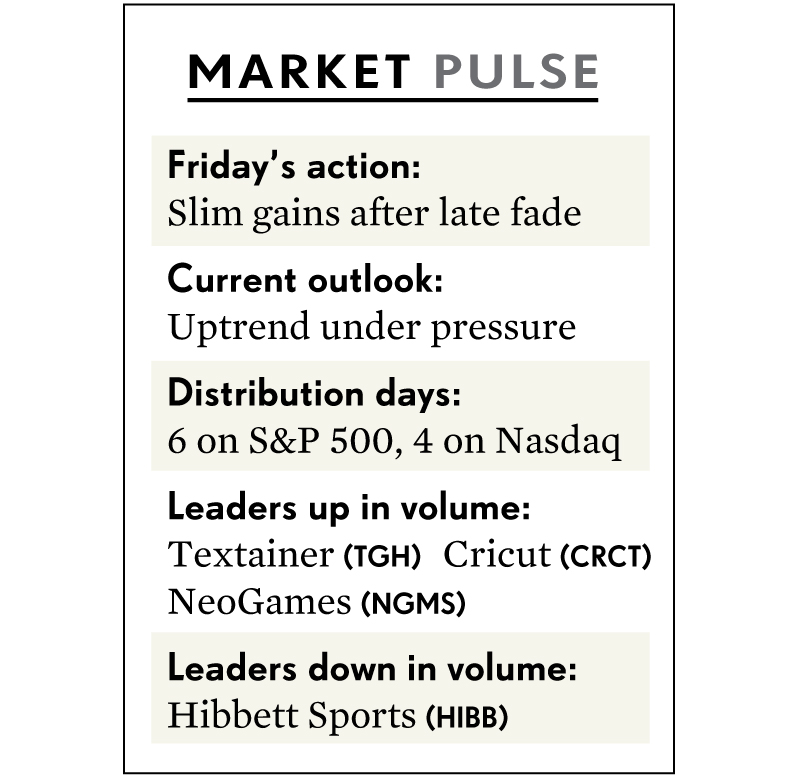 MARKET PULSE
Friday’s action:
Slim gains after late fade
Current outlook:
Uptrend under pressure
Distribution days:
6 on S&P 500, 4 on Nasdaq
Leaders up in volume:
Textainer (TGH) Cricut (CRCT)
NeoGames (NGMS)
Leaders down in volume:
Hibbett Sports (HIBB)